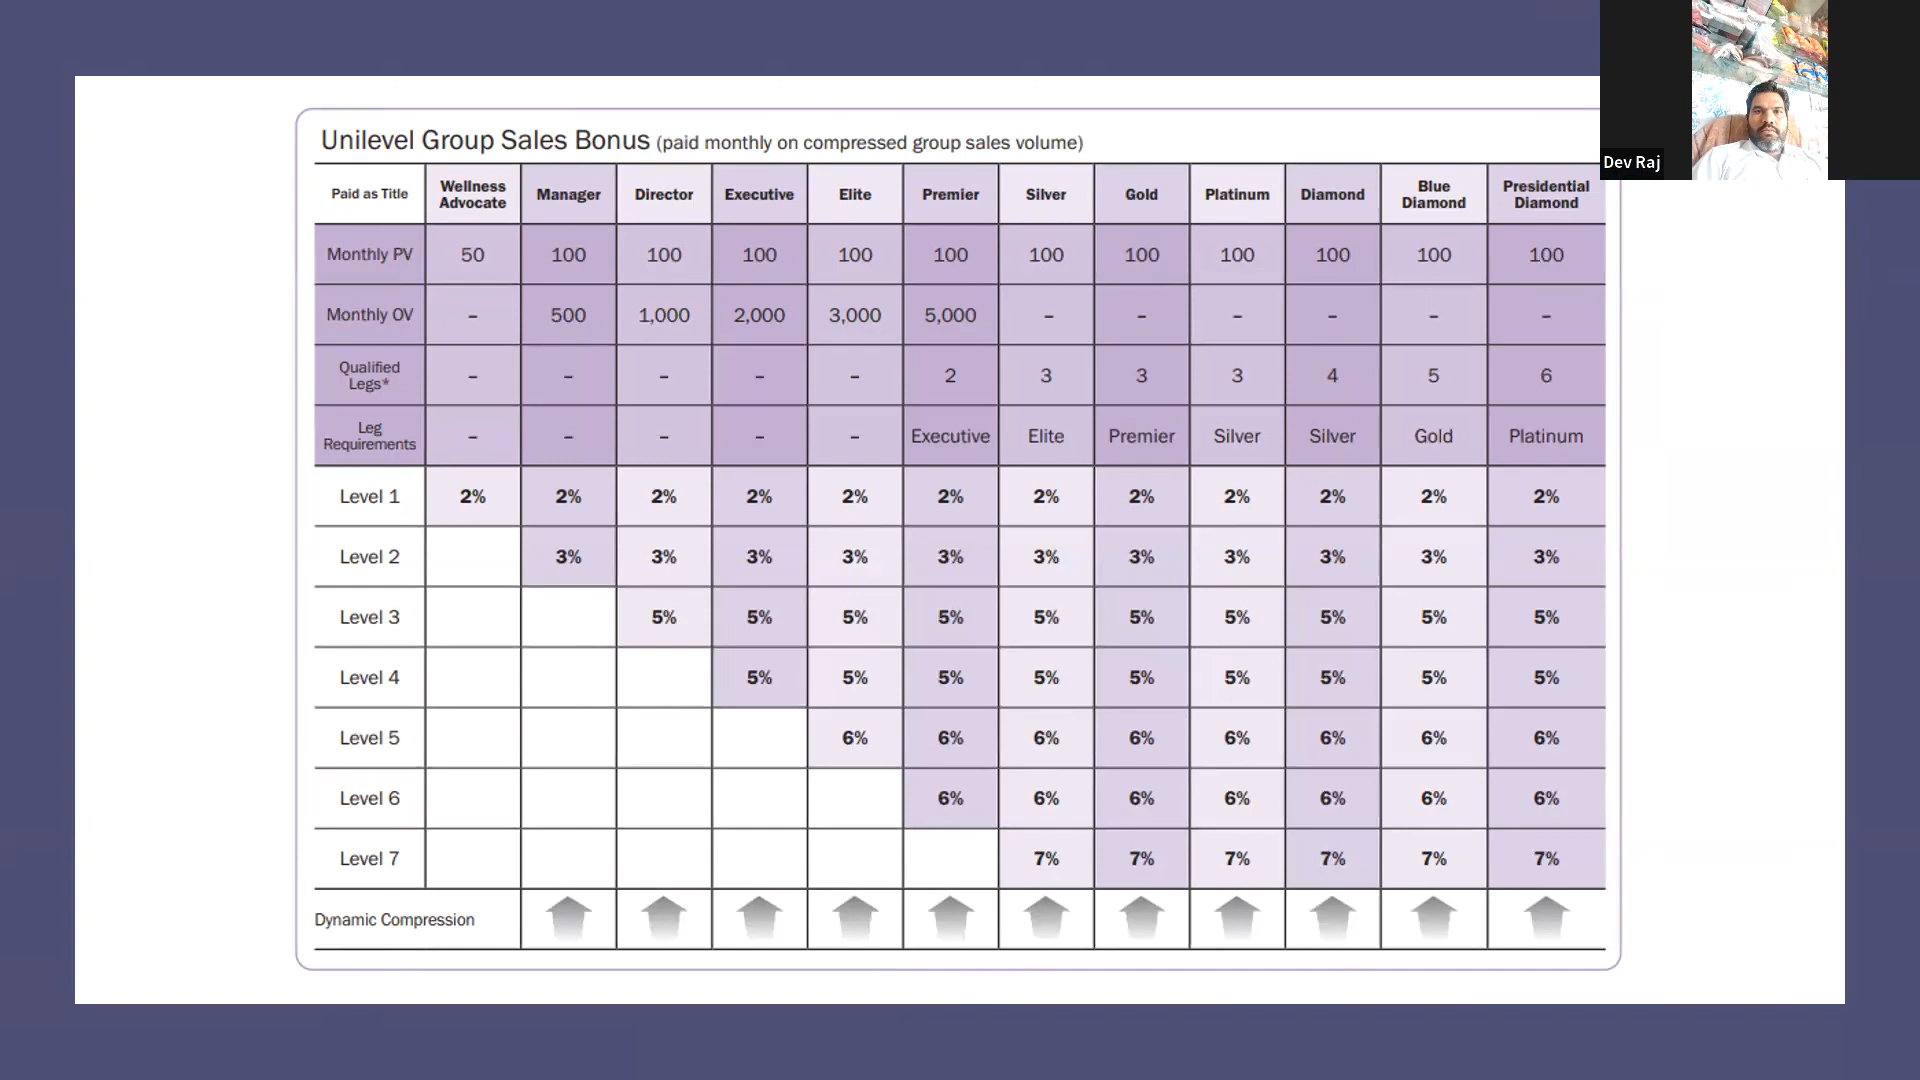 Dev Raj
Unilevel Group Sales Bonus (paid monthly on compressed group sales volume)
Paid as Title Wellness Advocate Manager Director Executive Elite Premier Silver Gold Platinum Diamond Blue Diamond Presidential Diamond
Monthly PV 50 100 100 100 100 100 100 100 100 100 100 100
Monthly OV – 500 1,000 2,000 3,000 5,000 – – – – – –
Qualified Legs* – – – – – 2 3 3 3 4 5 6
Leg Requirements – – – – – Executive Elite Premier Silver Silver Gold Platinum
Level 1 2% 2% 2% 2% 2% 2% 2% 2% 2% 2% 2% 2%
Level 2 3% 3% 3% 3% 3% 3% 3% 3% 3% 3% 3%
Level 3 5% 5% 5% 5% 5% 5% 5% 5% 5% 5%
Level 4 5% 5% 5% 5% 5% 5% 5% 5% 5%
Level 5 6% 6% 6% 6% 6% 6% 6% 6%
Level 6 6% 6% 6% 6% 6% 6% 6%
Level 7 7% 7% 7% 7% 7% 7%
Dynamic Compression